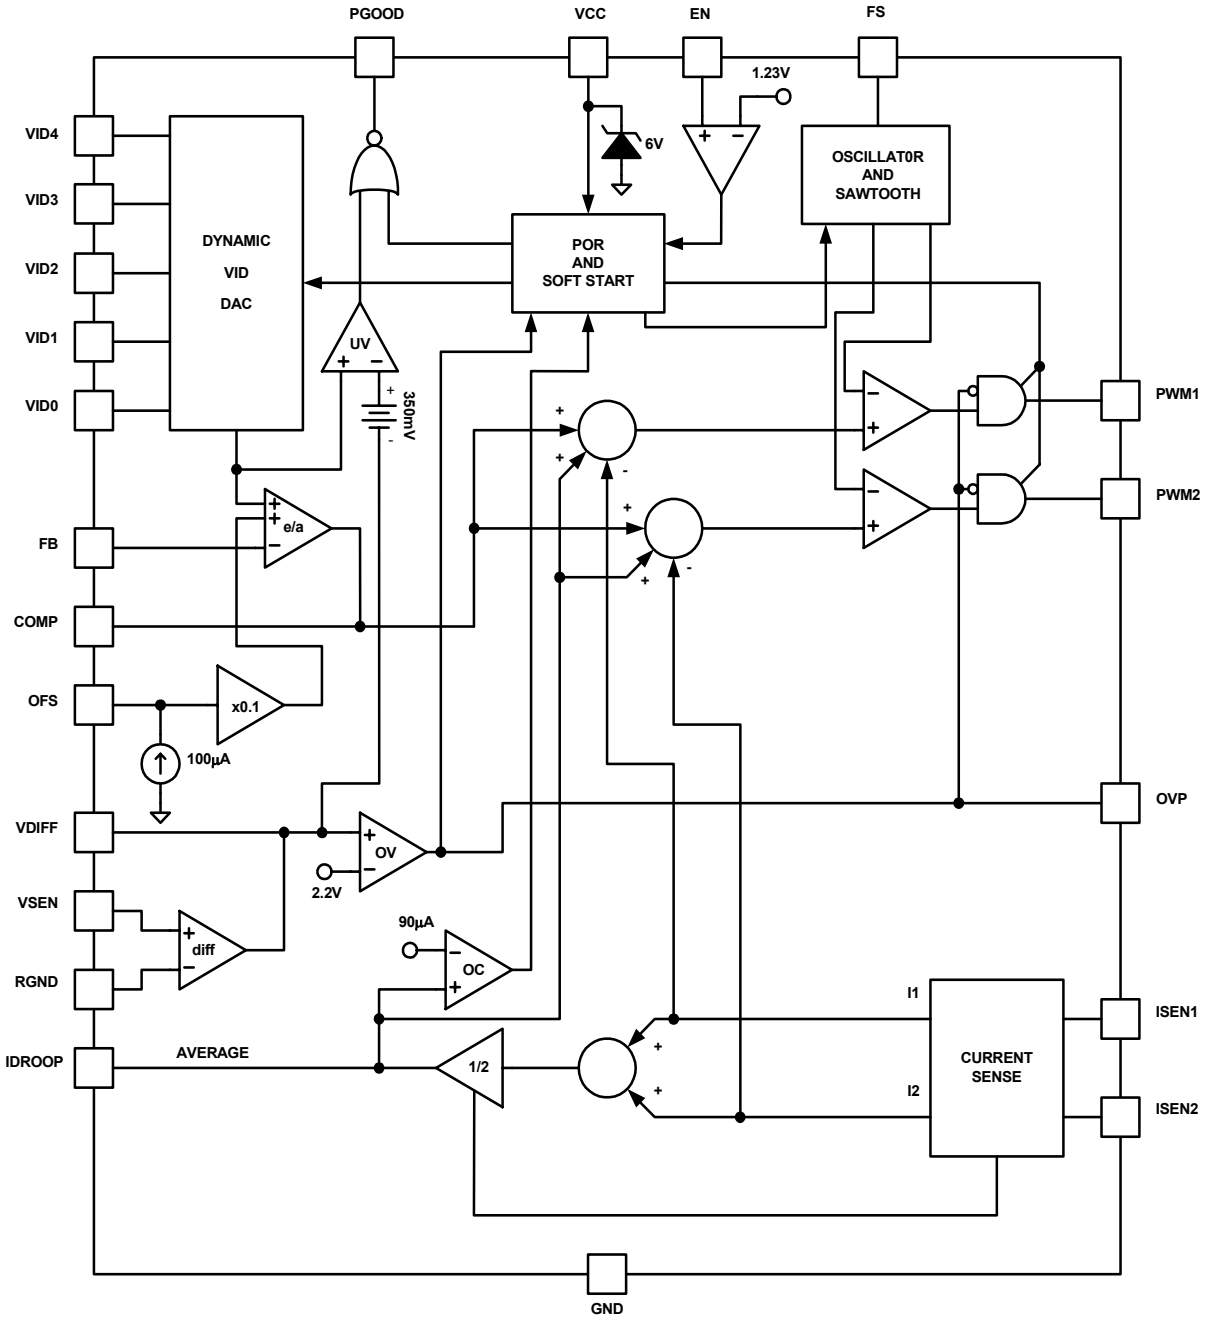 PGOOD
VCC
EN
FS
1.23V
+
−
6V
VID4
VID3
VID2
VID1
VID0
DYNAMIC
VID
DAC
OSCILLAT0R
AND
SAWTOOTH
POR
AND
SOFT START
UV
+
−
+
350mV
-
+
+
-
−
+
PWM1
+
+
-
−
+
PWM2
FB
+
+
−
e/a
COMP
OFS
x0.1
100µA
VDIFF
+
−
OV
2.2V
OVP
VSEN
RGND
+
−
diff
90µA
−
+
OC
IDROOP
AVERAGE
1/2
+
+
I1
I2
CURRENT
SENSE
ISEN1
ISEN2
GND